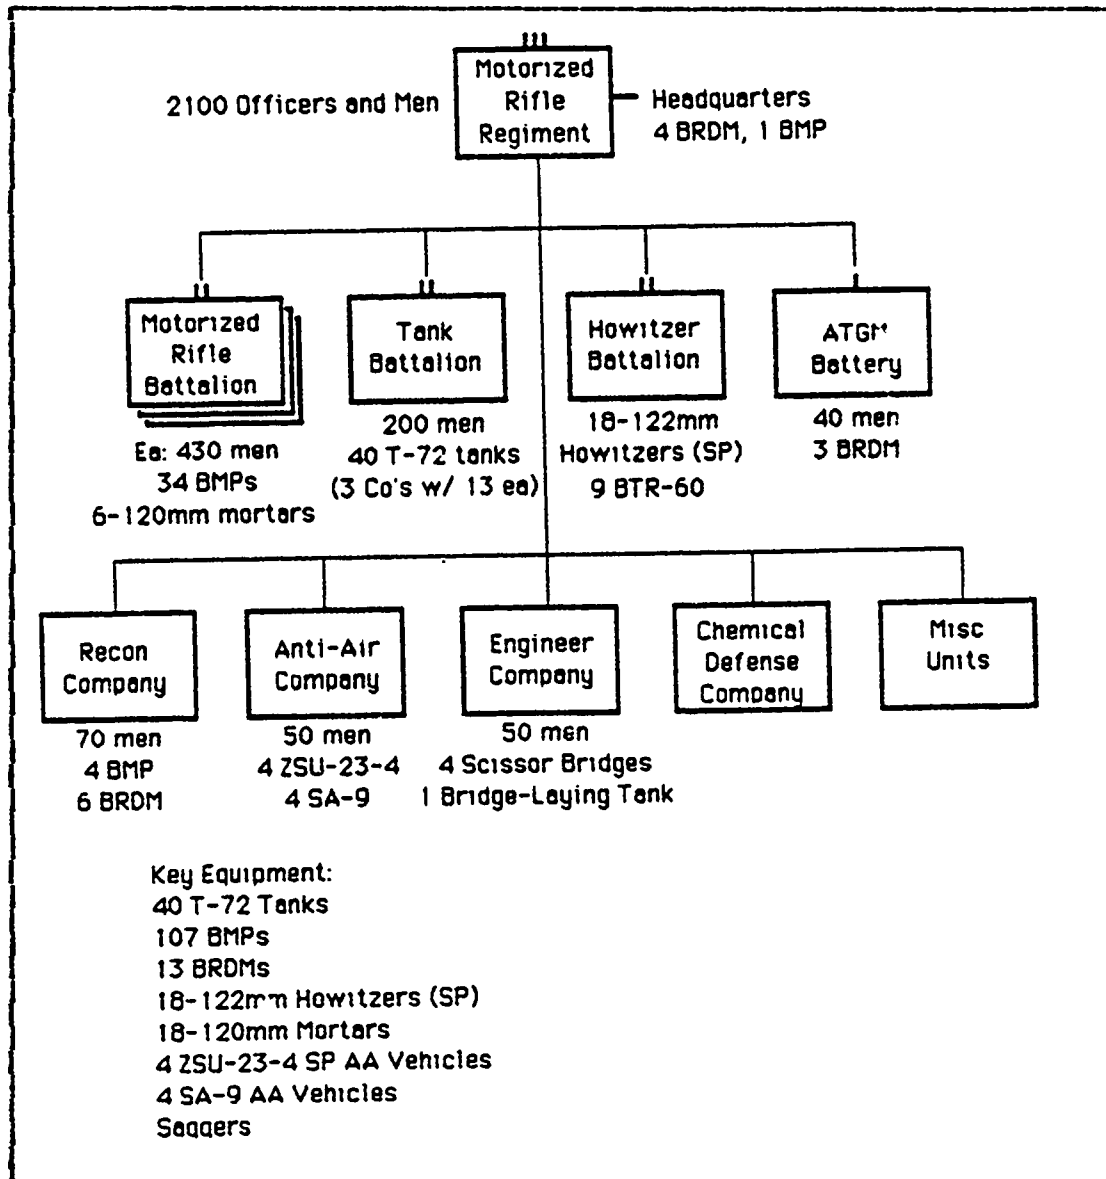 Motorized
Rifle
Regiment
2100 Officers and Men
Headquarters
4 BRDM, 1 BMP
Motorized
Rifle
Battalion
Ea: 430 men
34 BMPs
6-120mm mortars
Tank
Battalion
200 men
40 T-72 tanks
(3 Co's w/ 13 ea)
Howitzer
Battalion
18-122mm
Howitzers (SP)
9 BTR-60
ATGM
Battery
40 men
3 BRDM
Recon
Company
70 men
4 BMP
6 BRDM
Anti-Air
Company
50 men
4 ZSU-23-4
4 SA-9
Engineer
Company
50 men
4 Scissor Bridges
1 Bridge-Laying Tank
Chemical
Defense
Company
Misc
Units
Key Equipment:
40 T-72 Tanks
107 BMPs
13 BRDMs
18-122mm Howitzers (SP)
18-120mm Mortars
4 ZSU-23-4 SP AA Vehicles
4 SA-9 AA Vehicles
Saggers